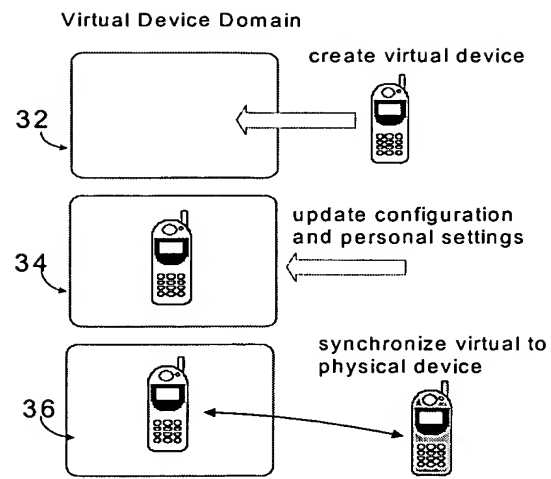 Virtual Device Domain
create virtual device
32
update configuration
and personal settings
34
synchronize virtual to
physical device
36